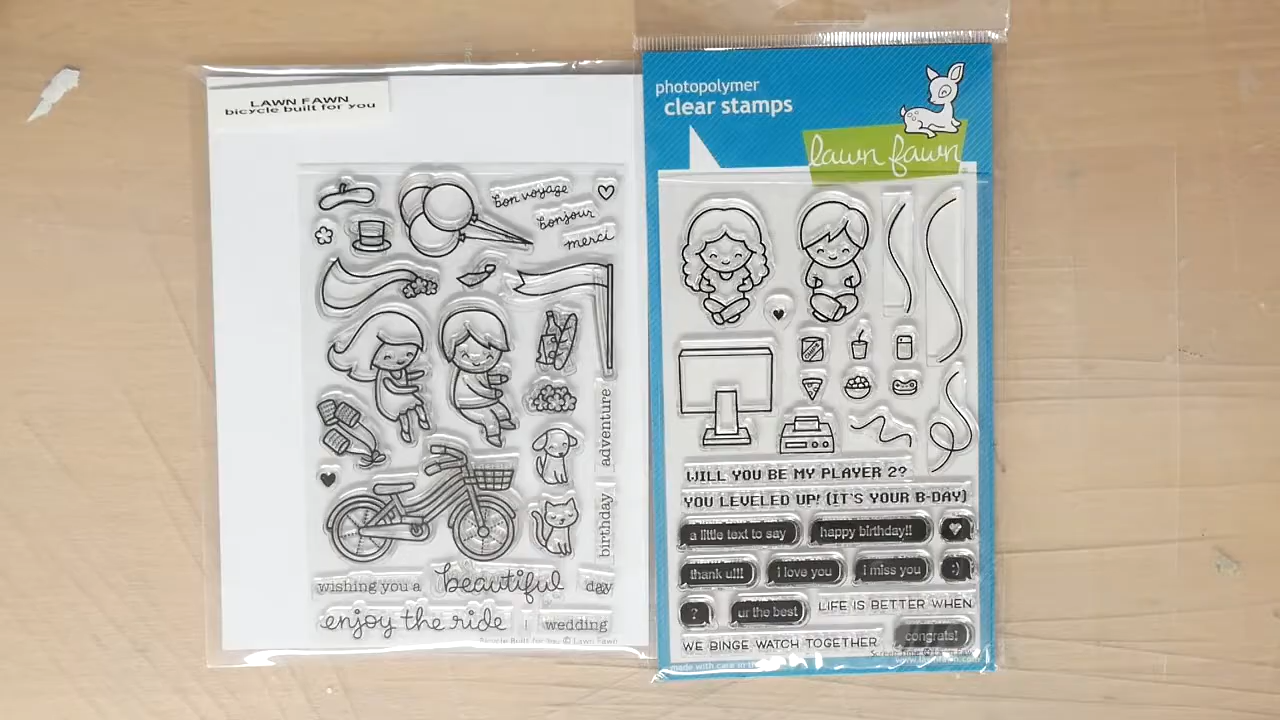 LAWN FAWN
bicycle built for you
bon voyage
bonjour
merci
adventure
birthday
wishing you a beautiful day
enjoy the ride
wedding
Bicycle Built for You © Lawn Fawn
photopolymer
clear stamps
lawn fawn
WILL YOU BE MY PLAYER 2?
YOU LEVELED UP! (IT'S YOUR B-DAY)
a little text to say
happy birthday!!
thank u!!!
i love you
i miss you
:)
?
ur the best
LIFE IS BETTER WHEN
WE BINGE WATCH TOGETHER
congrats!
Screen Time © Lawn Fawn
made with care in the